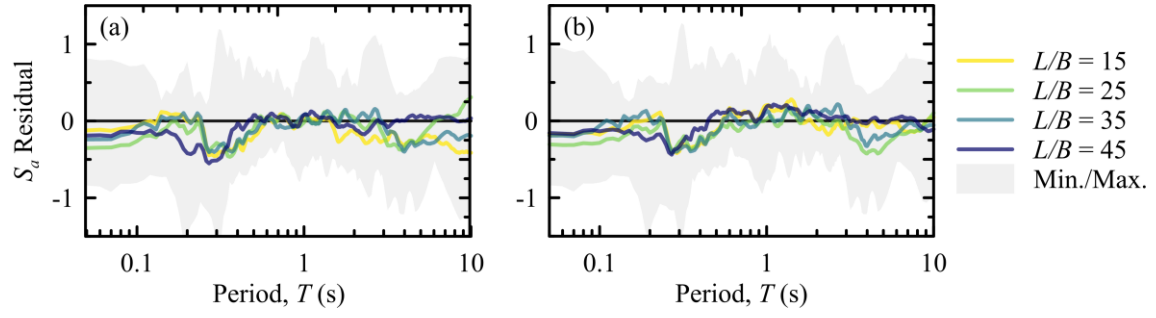 (a)
1
0
-1
Sa Residual
0.1
1
10
Period, T (s)
(b)
1
0
-1
0.1
1
10
Period, T (s)
L/B = 15
L/B = 25
L/B = 35
L/B = 45
Min./Max.